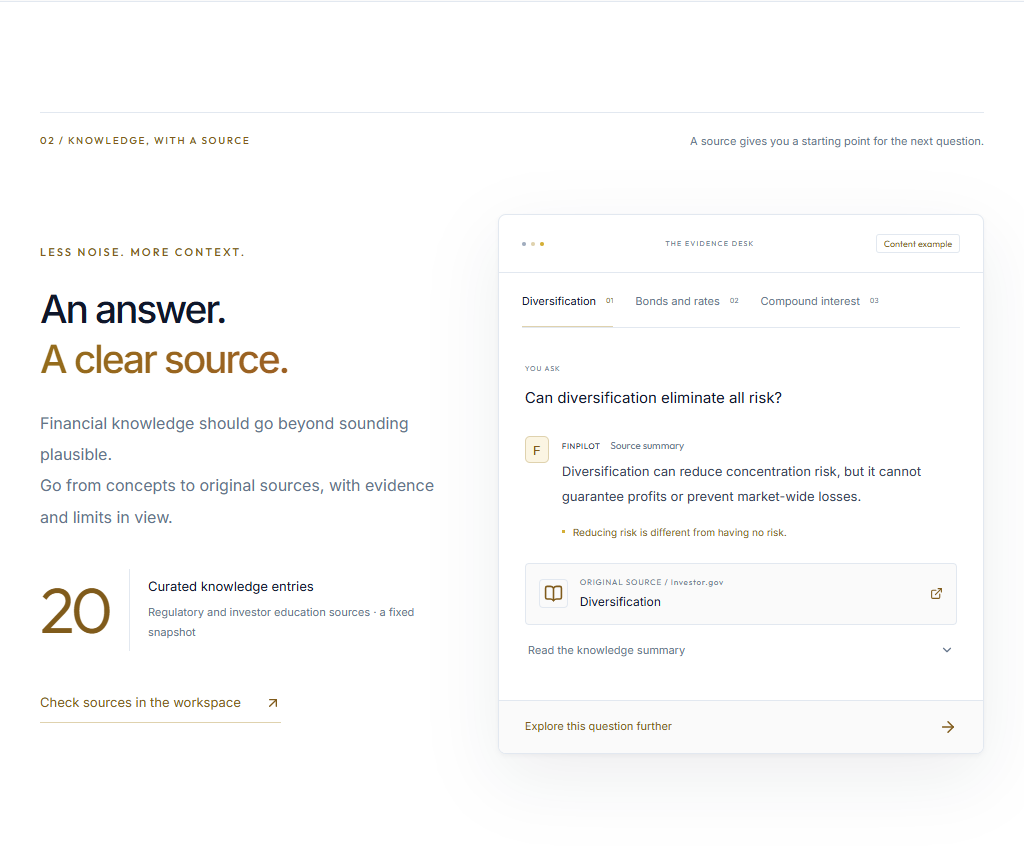 02 / KNOWLEDGE, WITH A SOURCE
A source gives you a starting point for the next question.
LESS NOISE. MORE CONTEXT.
An answer.
A clear source.
Financial knowledge should go beyond sounding
plausible.
Go from concepts to original sources, with evidence
and limits in view.
20
Curated knowledge entries
Regulatory and investor education sources · a fixed
snapshot
Check sources in the workspace
THE EVIDENCE DESK
Content example
Diversification 01
Bonds and rates 02
Compound interest 03
YOU ASK
Can diversification eliminate all risk?
F
FINPILOT Source summary
Diversification can reduce concentration risk, but it cannot
guarantee profits or prevent market-wide losses.
Reducing risk is different from having no risk.
ORIGINAL SOURCE / Investor.gov
Diversification
Read the knowledge summary
Explore this question further